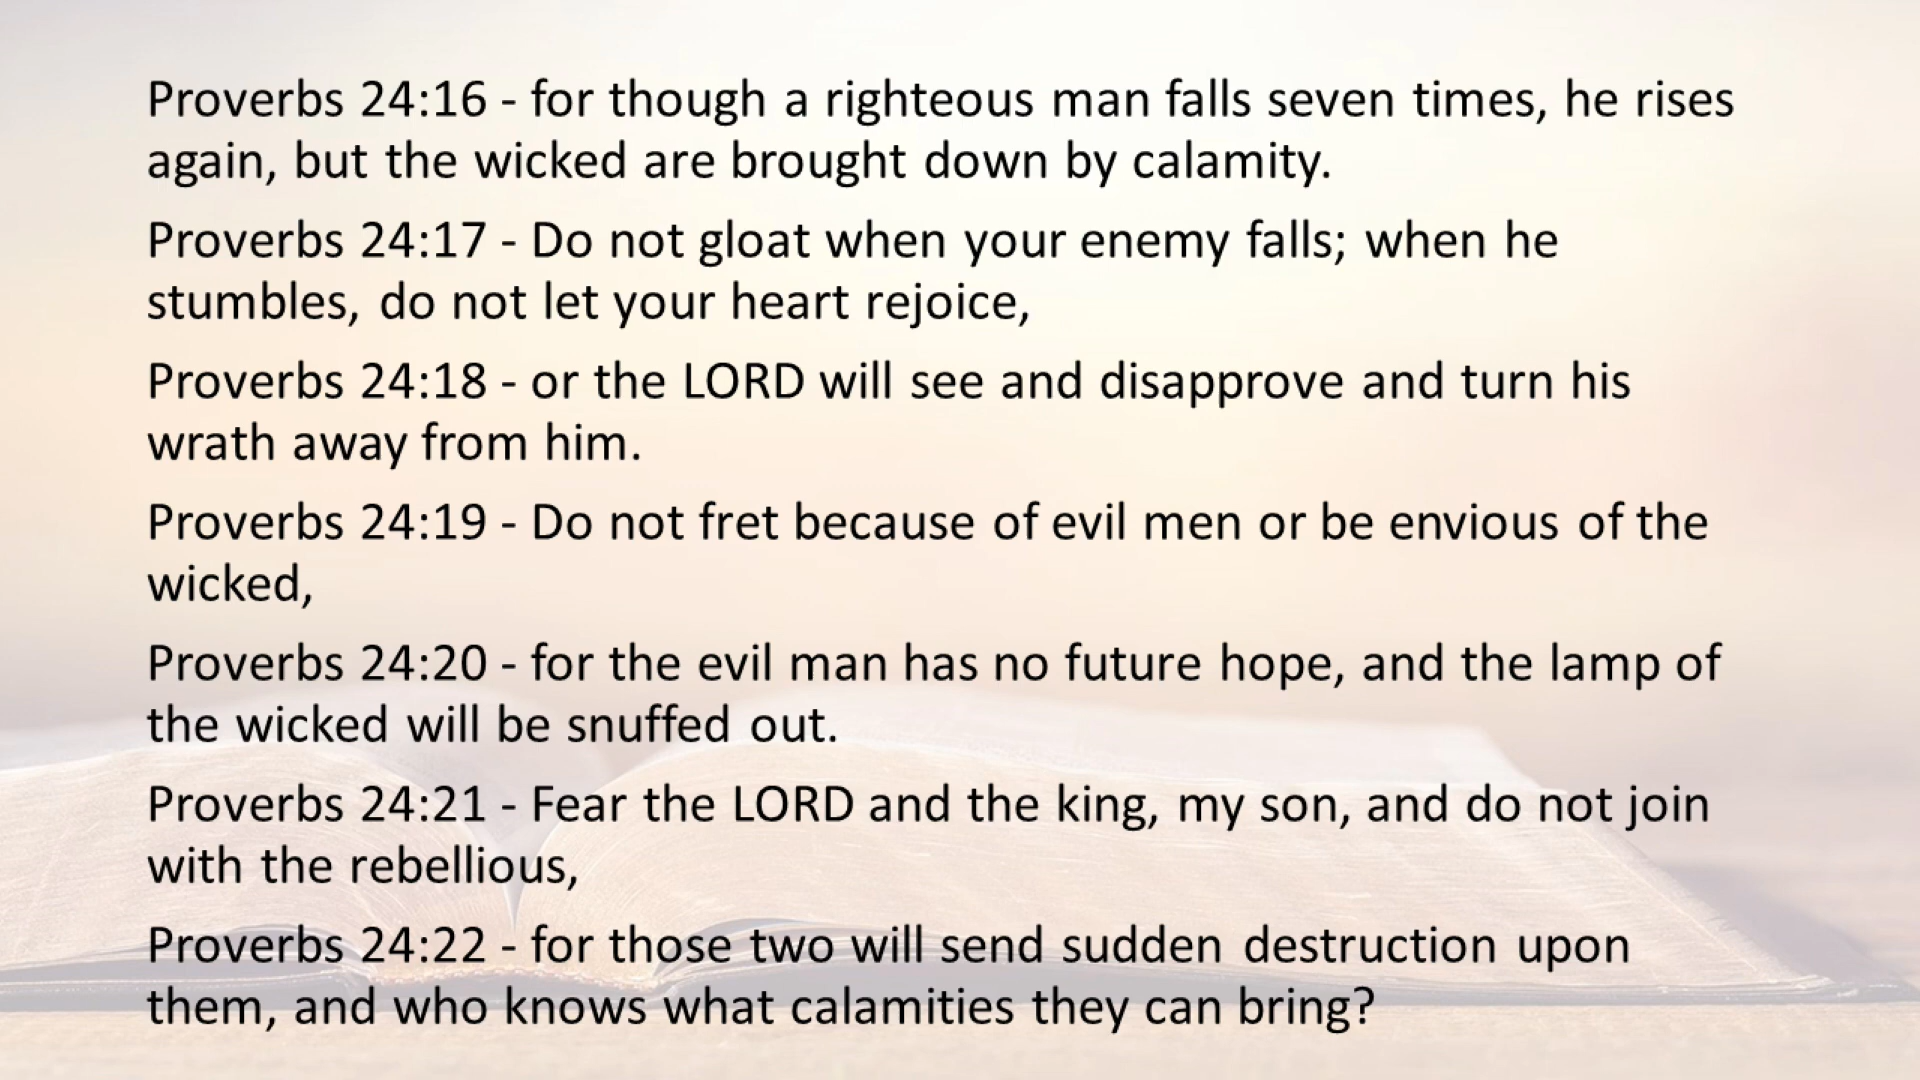 Proverbs 24:16 - for though a righteous man falls seven times, he rises
again, but the wicked are brought down by calamity.
Proverbs 24:17 - Do not gloat when your enemy falls; when he
stumbles, do not let your heart rejoice,
Proverbs 24:18 - or the LORD will see and disapprove and turn his
wrath away from him.
Proverbs 24:19 - Do not fret because of evil men or be envious of the
wicked,
Proverbs 24:20 - for the evil man has no future hope, and the lamp of
the wicked will be snuffed out.
Proverbs 24:21 - Fear the LORD and the king, my son, and do not join
with the rebellious,
Proverbs 24:22 - for those two will send sudden destruction upon
them, and who knows what calamities they can bring?